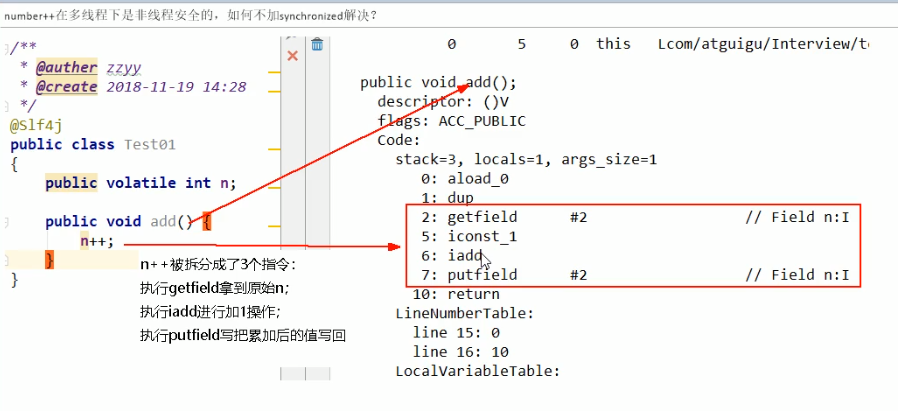 number++在多线程下是非线程安全的，如何不加synchronized解决？
/**
* @auther zzyy
* @create 2018-11-19 14:28
*/
@Slf4j
public class Test01
{
public volatile int n;
public void add() {
n++;
}
}
n++被拆分成了3个指令：
执行getfield拿到原始n；
执行iadd进行加1操作；
执行putfield写把累加后的值写回
0 5 0 this Lcom/atguigu/Interview/te
public void add();
descriptor: ()V
flags: ACC_PUBLIC
Code:
stack=3, locals=1, args_size=1
0: aload_0
1: dup
2: getfield #2 // Field n:I
5: iconst_1
6: iadd
7: putfield #2 // Field n:I
10: return
LineNumberTable:
line 15: 0
line 16: 10
LocalVariableTable: